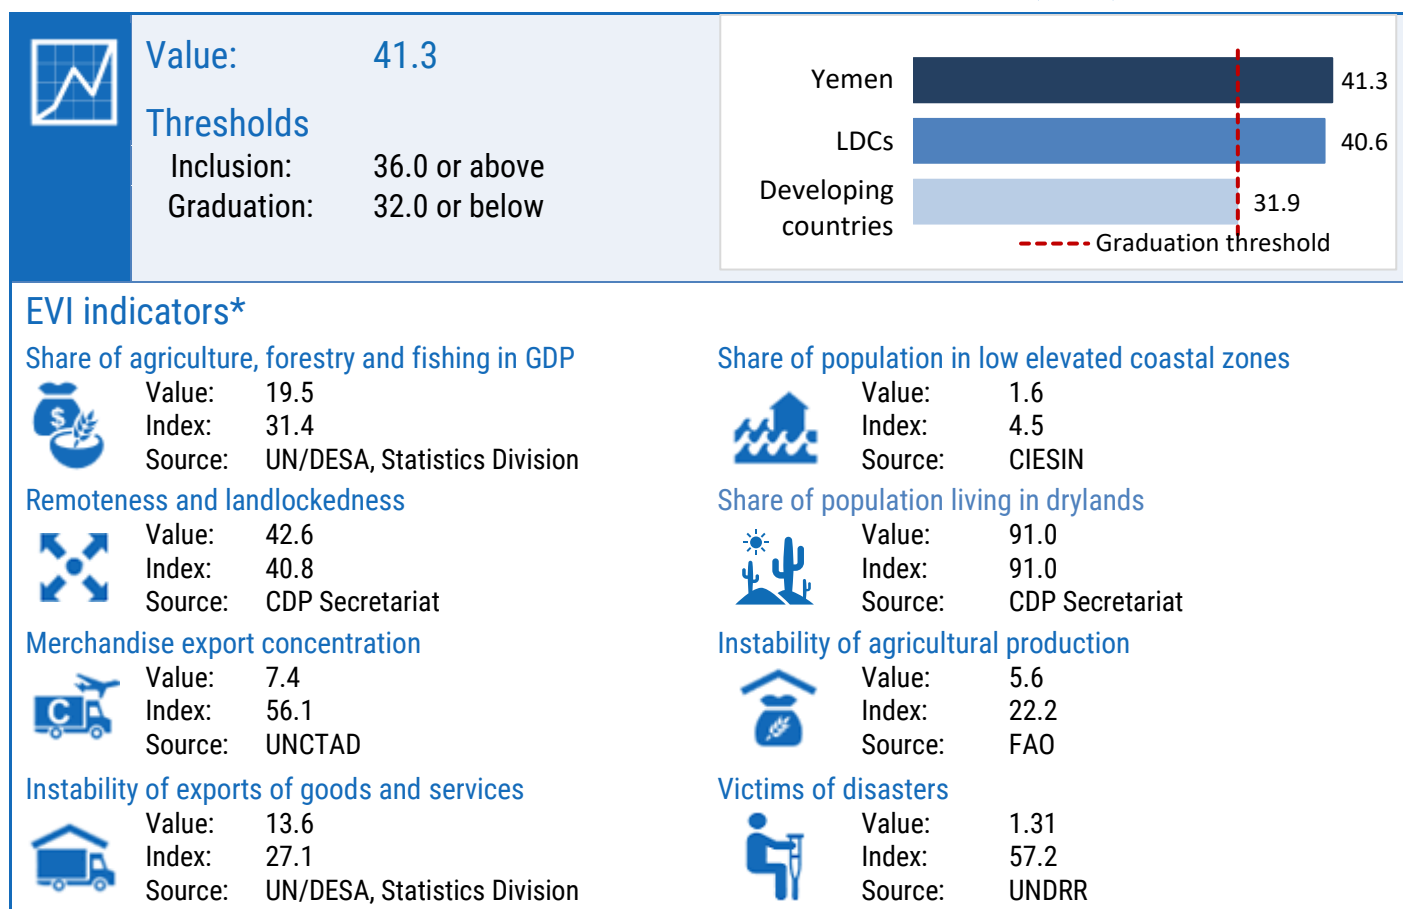 Value: 41.3
Thresholds
Inclusion: 36.0 or above
Graduation: 32.0 or below
Yemen 41.3
LDCs 40.6
Developing
countries
31.9
Graduation threshold
EVI indicators*
Share of agriculture, forestry and fishing in GDP
Value: 19.5
Index: 31.4
Source: UN/DESA, Statistics Division
Remoteness and landlockedness
Value: 42.6
Index: 40.8
Source: CDP Secretariat
Merchandise export concentration
C
Value: 7.4
Index: 56.1
Source: UNCTAD
Instability of exports of goods and services
Value: 13.6
Index: 27.1
Source: UN/DESA, Statistics Division
Share of population in low elevated coastal zones
Value: 1.6
Index: 4.5
Source: CIESIN
Share of population living in drylands
Value: 91.0
Index: 91.0
Source: CDP Secretariat
Instability of agricultural production
Value: 5.6
Index: 22.2
Source: FAO
Victims of disasters
Value: 1.31
Index: 57.2
Source: UNDRR